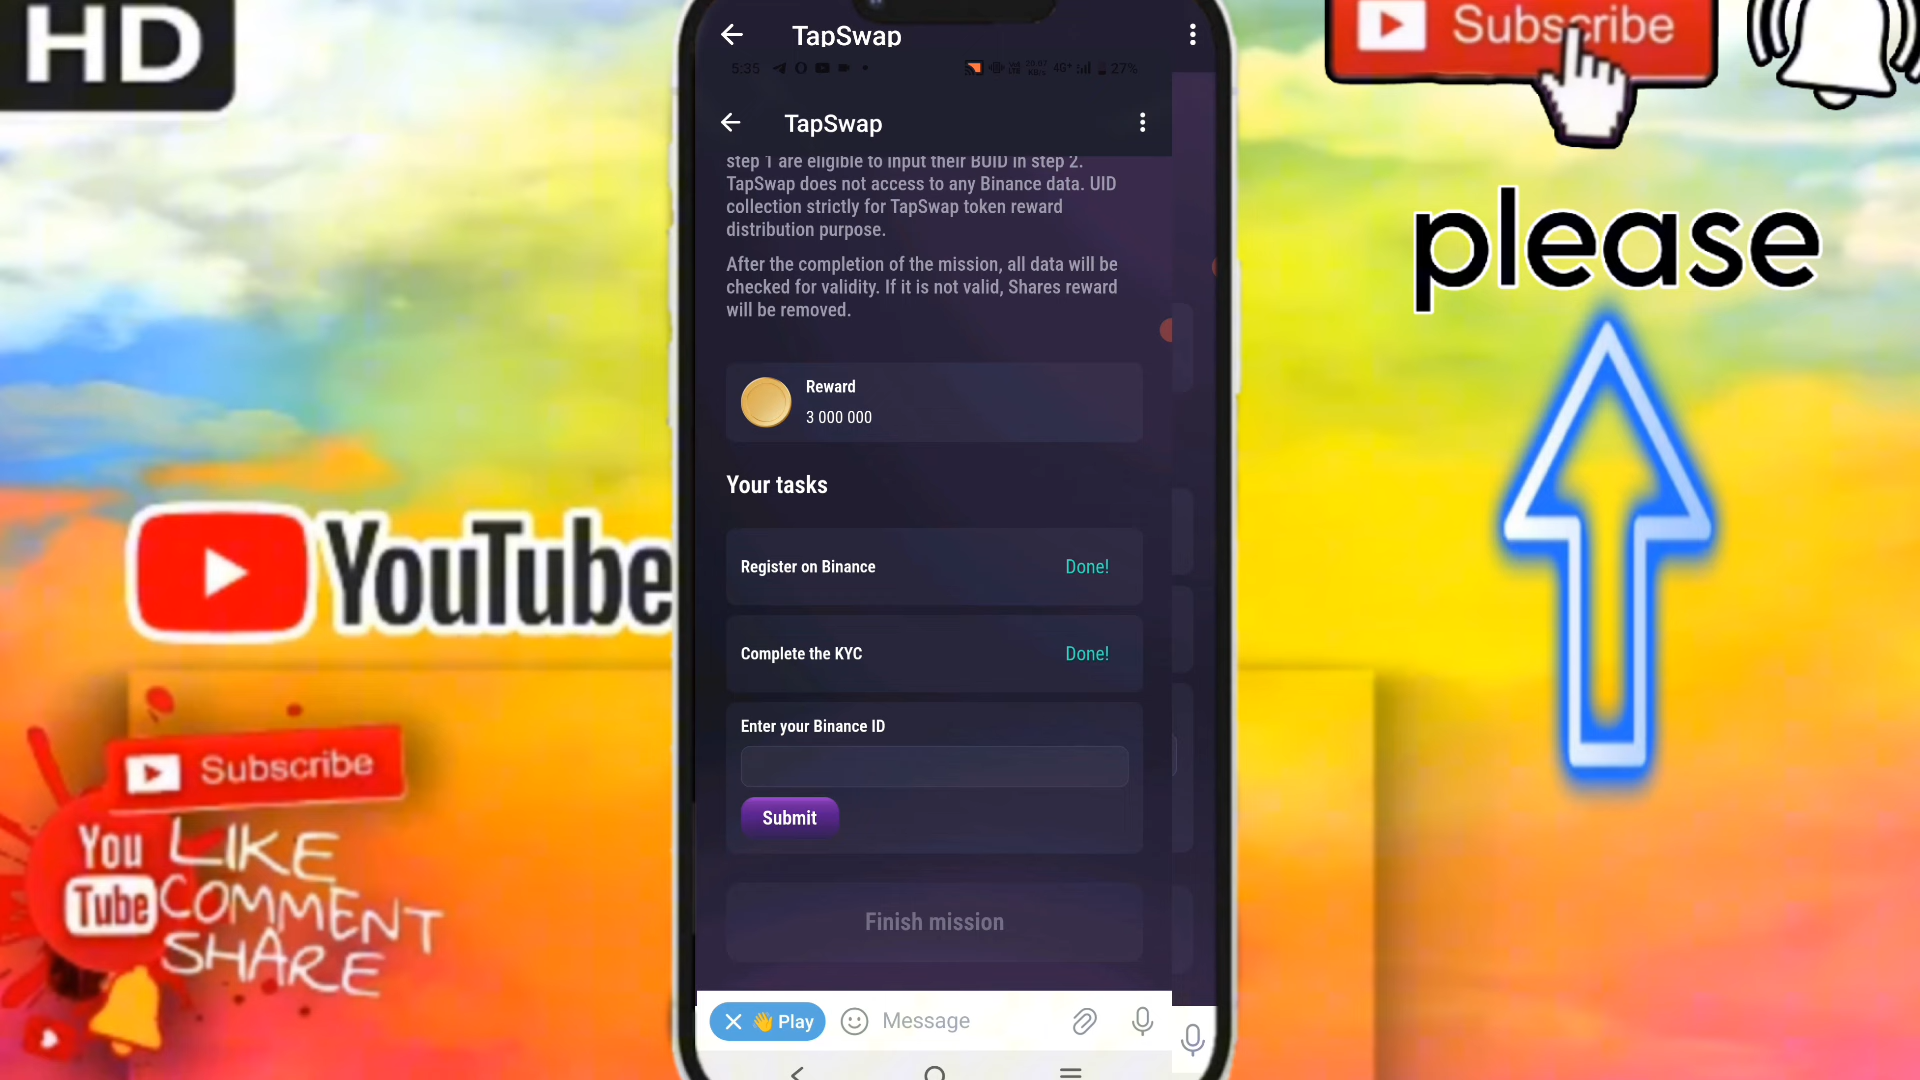 HD
Subscribe
please
YouTube
Subscribe
You
Tube
LIKE
COMMENT
SHARE
TapSwap
5:35
4G+
27%
TapSwap
step 1 are eligible to input their BUID in step 2.
TapSwap does not access to any Binance data. UID
collection strictly for TapSwap token reward
distribution purpose.
After the completion of the mission, all data will be
checked for validity. If it is not valid, Shares reward
will be removed.
Reward
3 000 000
Your tasks
Register on Binance Done!
Complete the KYC Done!
Enter your Binance ID
Submit
Finish mission
Play
Message